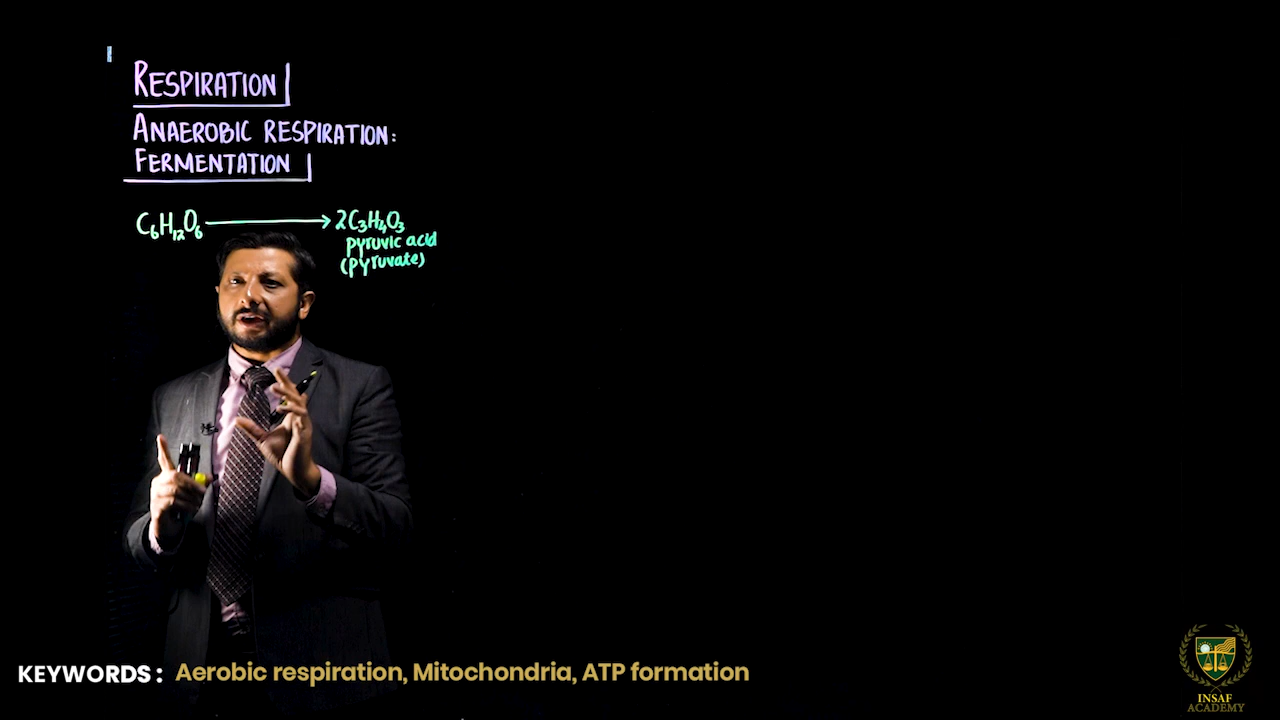 RESPIRATION
ANAEROBIC RESPIRATION:
FERMENTATION
C₆H₁₂O₆ ⟶ 2C₃H₄O₃
pyruvic acid
(pyruvate)
KEYWORDS : Aerobic respiration, Mitochondria, ATP formation
INSAF
ACADEMY